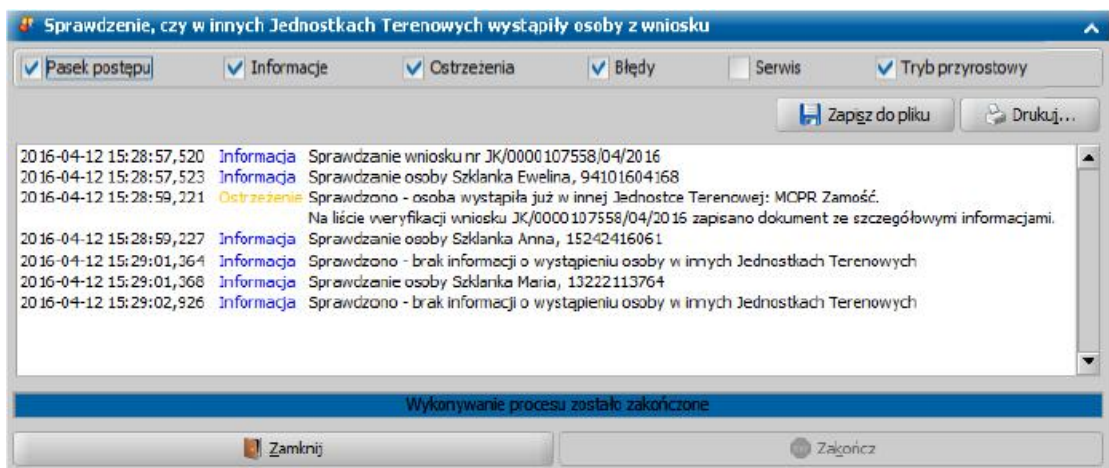 Sprawdzenie, czy w innych Jednostkach Terenowych wystąpiły osoby z wniosku
Pasek postępu Informacje Ostrzeżenia Błędy Serwis Tryb przyrostowy
Zapisz do pliku Drukuj...
2016-04-12 15:28:57,520 Informacja Sprawdzanie wniosku nr JK/0000107558/04/2016
2016-04-12 15:28:57,523 Informacja Sprawdzanie osoby Szklanka Ewelina, 94101604168
2016-04-12 15:28:59,221 Ostrzeżenie Sprawdzono - osoba wystąpiła już w innej Jednostce Terenowej: MOPR Zamość.
Na liście weryfikacji wniosku JK/0000107558/04/2016 zapisano dokument ze szczegółowymi informacjami.
2016-04-12 15:28:59,227 Informacja Sprawdzanie osoby Szklanka Anna, 15242416061
2016-04-12 15:29:01,364 Informacja Sprawdzono - brak informacji o wystąpieniu osoby w innych Jednostkach Terenowych
2016-04-12 15:29:01,368 Informacja Sprawdzanie osoby Szklanka Maria, 13222113764
2016-04-12 15:29:02,926 Informacja Sprawdzono - brak informacji o wystąpieniu osoby w innych Jednostkach Terenowych
Wykonywanie procesu zostało zakończone
Zamknij Zakończ